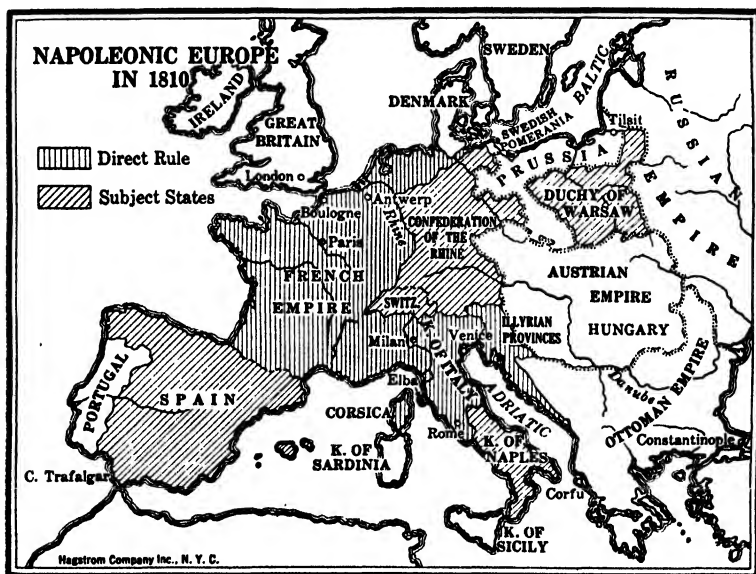 NAPOLEONIC EUROPE
IN 1810
IRELAND
GREAT
BRITAIN
London
Direct Rule
Subject States
SWEDEN
DENMARK
BALTIC
SWEDISH
POMERANIA
Tilsit
PRUSSIA
RUSSIAN
EMPIRE
DUCHY OF
WARSAW
Boulogne
Antwerp
Rhine
Paris
CONFEDERATION
OF THE
RHINE
FRENCH
EMPIRE
AUSTRIAN
EMPIRE
HUNGARY
SWITZ.
ILLYRIAN
PROVINCES
Milan
Venice
K. OF ITALY
Elba
PORTUGAL
SPAIN
CORSICA
ADRIATIC
Danube
OTTOMAN EMPIRE
Rome
K. OF
NAPLES
Constantinople
K. OF
SARDINIA
C. Trafalgar
Corfu
K. OF
SICILY
Hagstrom Company Inc., N. Y. C.